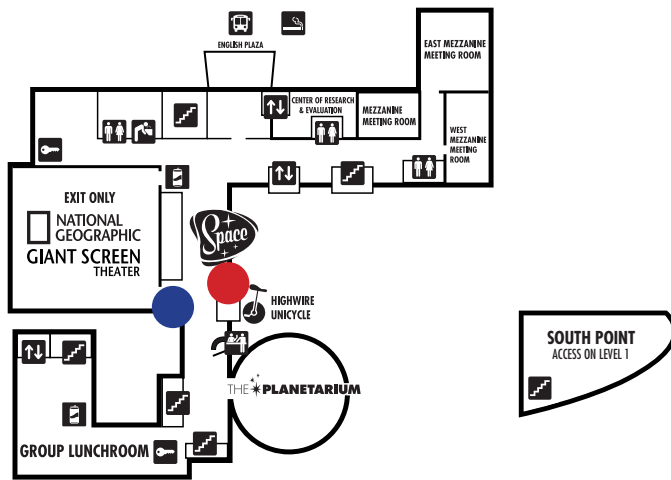 ENGLISH PLAZA
EAST MEZZANINE
MEETING ROOM
CENTER OF RESEARCH
& EVALUATION
MEZZANINE
MEETING ROOM
WEST
MEZZANINE
MEETING
ROOM
EXIT ONLY
NATIONAL
GEOGRAPHIC
GIANT SCREEN
THEATER
Space
HIGHWIRE
UNICYCLE
SOUTH POINT
ACCESS ON LEVEL 1
THE PLANETARIUM
GROUP LUNCHROOM